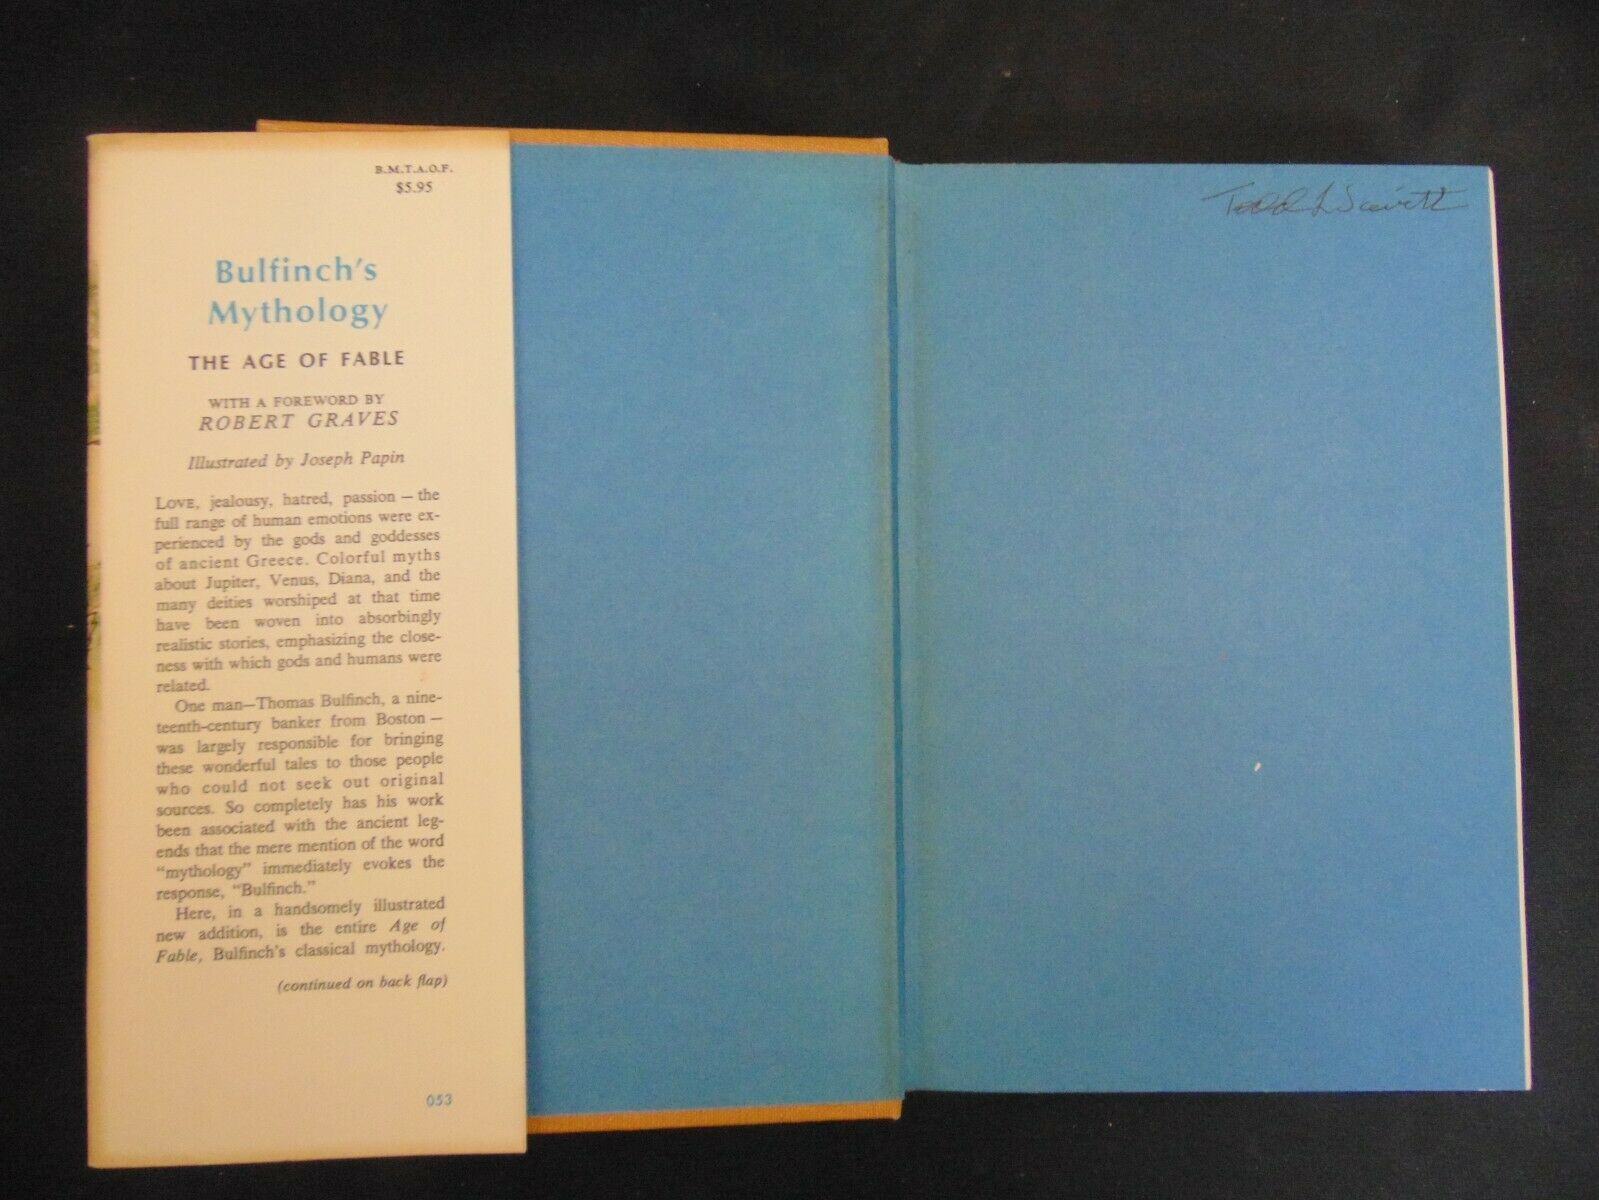 B.M.T.A.O.F.
$5.95
Bulfinch's
Mythology
THE AGE OF FABLE
WITH A FOREWORD BY
ROBERT GRAVES
Illustrated by Joseph Papin
LOVE, jealousy, hatred, passion — the
full range of human emotions were ex-
perienced by the gods and goddesses
of ancient Greece. Colorful myths
about Jupiter, Venus, Diana, and the
many deities worshiped at that time
have been woven into absorbingly
realistic stories, emphasizing the close-
ness with which gods and humans were
related.
One man—Thomas Bulfinch, a nine-
teenth-century banker from Boston —
was largely responsible for bringing
these wonderful tales to those people
who could not seek out original
sources. So completely has his work
been associated with the ancient leg-
ends that the mere mention of the word
"mythology" immediately evokes the
response, "Bulfinch."
Here, in a handsomely illustrated
new addition, is the entire Age of
Fable, Bulfinch's classical mythology.
(continued on back flap)
053
Todd L